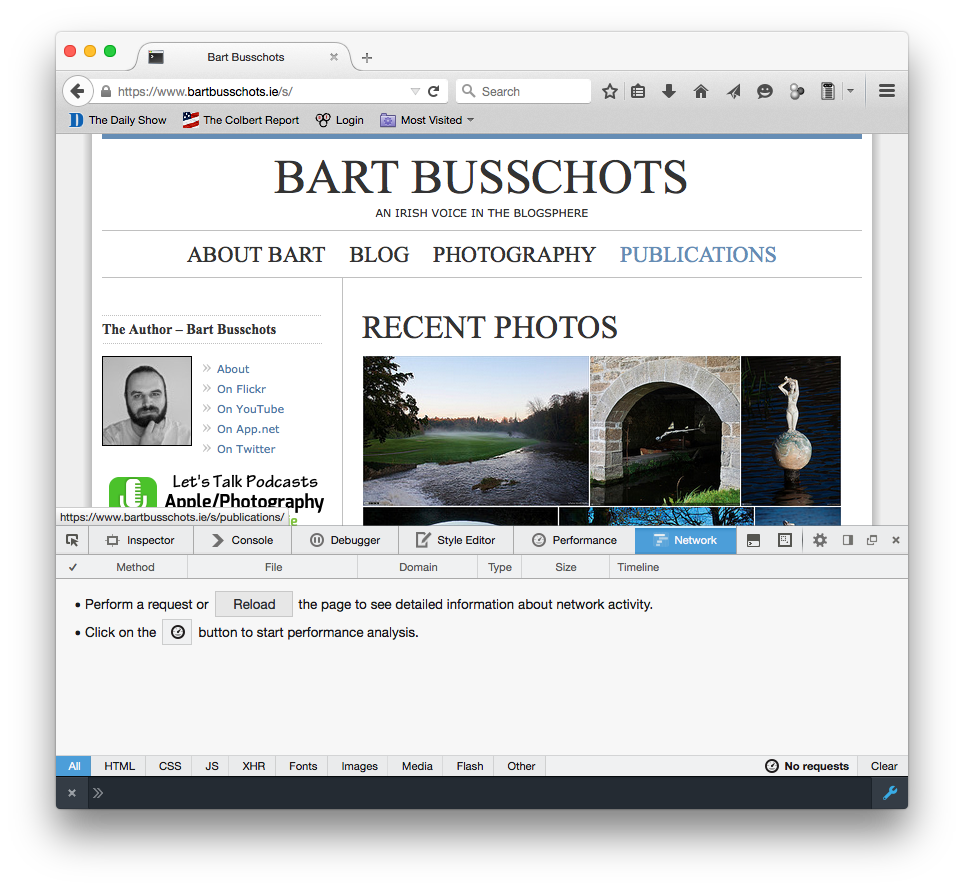 Bart Busschots
https://www.bartbusschots.ie/s/
Search
The Daily Show
The Colbert Report
Login
Most Visited
BART BUSSCHOTS
AN IRISH VOICE IN THE BLOGSPHERE
ABOUT BART
BLOG
PHOTOGRAPHY
PUBLICATIONS
The Author – Bart Busschots
About
On Flickr
On YouTube
On App.net
On Twitter
Let's Talk Podcasts
Apple/Photography
RECENT PHOTOS
https://www.bartbusschots.ie/s/publications/
Inspector
Console
Debugger
Style Editor
Performance
Network
✓ Method File Domain Type Size Timeline
• Perform a request or Reload the page to see detailed information about network activity.
• Click on the button to start performance analysis.
All HTML CSS JS XHR Fonts Images Media Flash Other No requests Clear